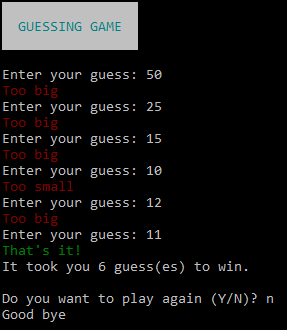 GUESSING GAME
Enter your guess: 50
Too big
Enter your guess: 25
Too big
Enter your guess: 15
Too big
Enter your guess: 10
Too small
Enter your guess: 12
Too big
Enter your guess: 11
That's it!
It took you 6 guess(es) to win.
Do you want to play again (Y/N)? n
Good bye